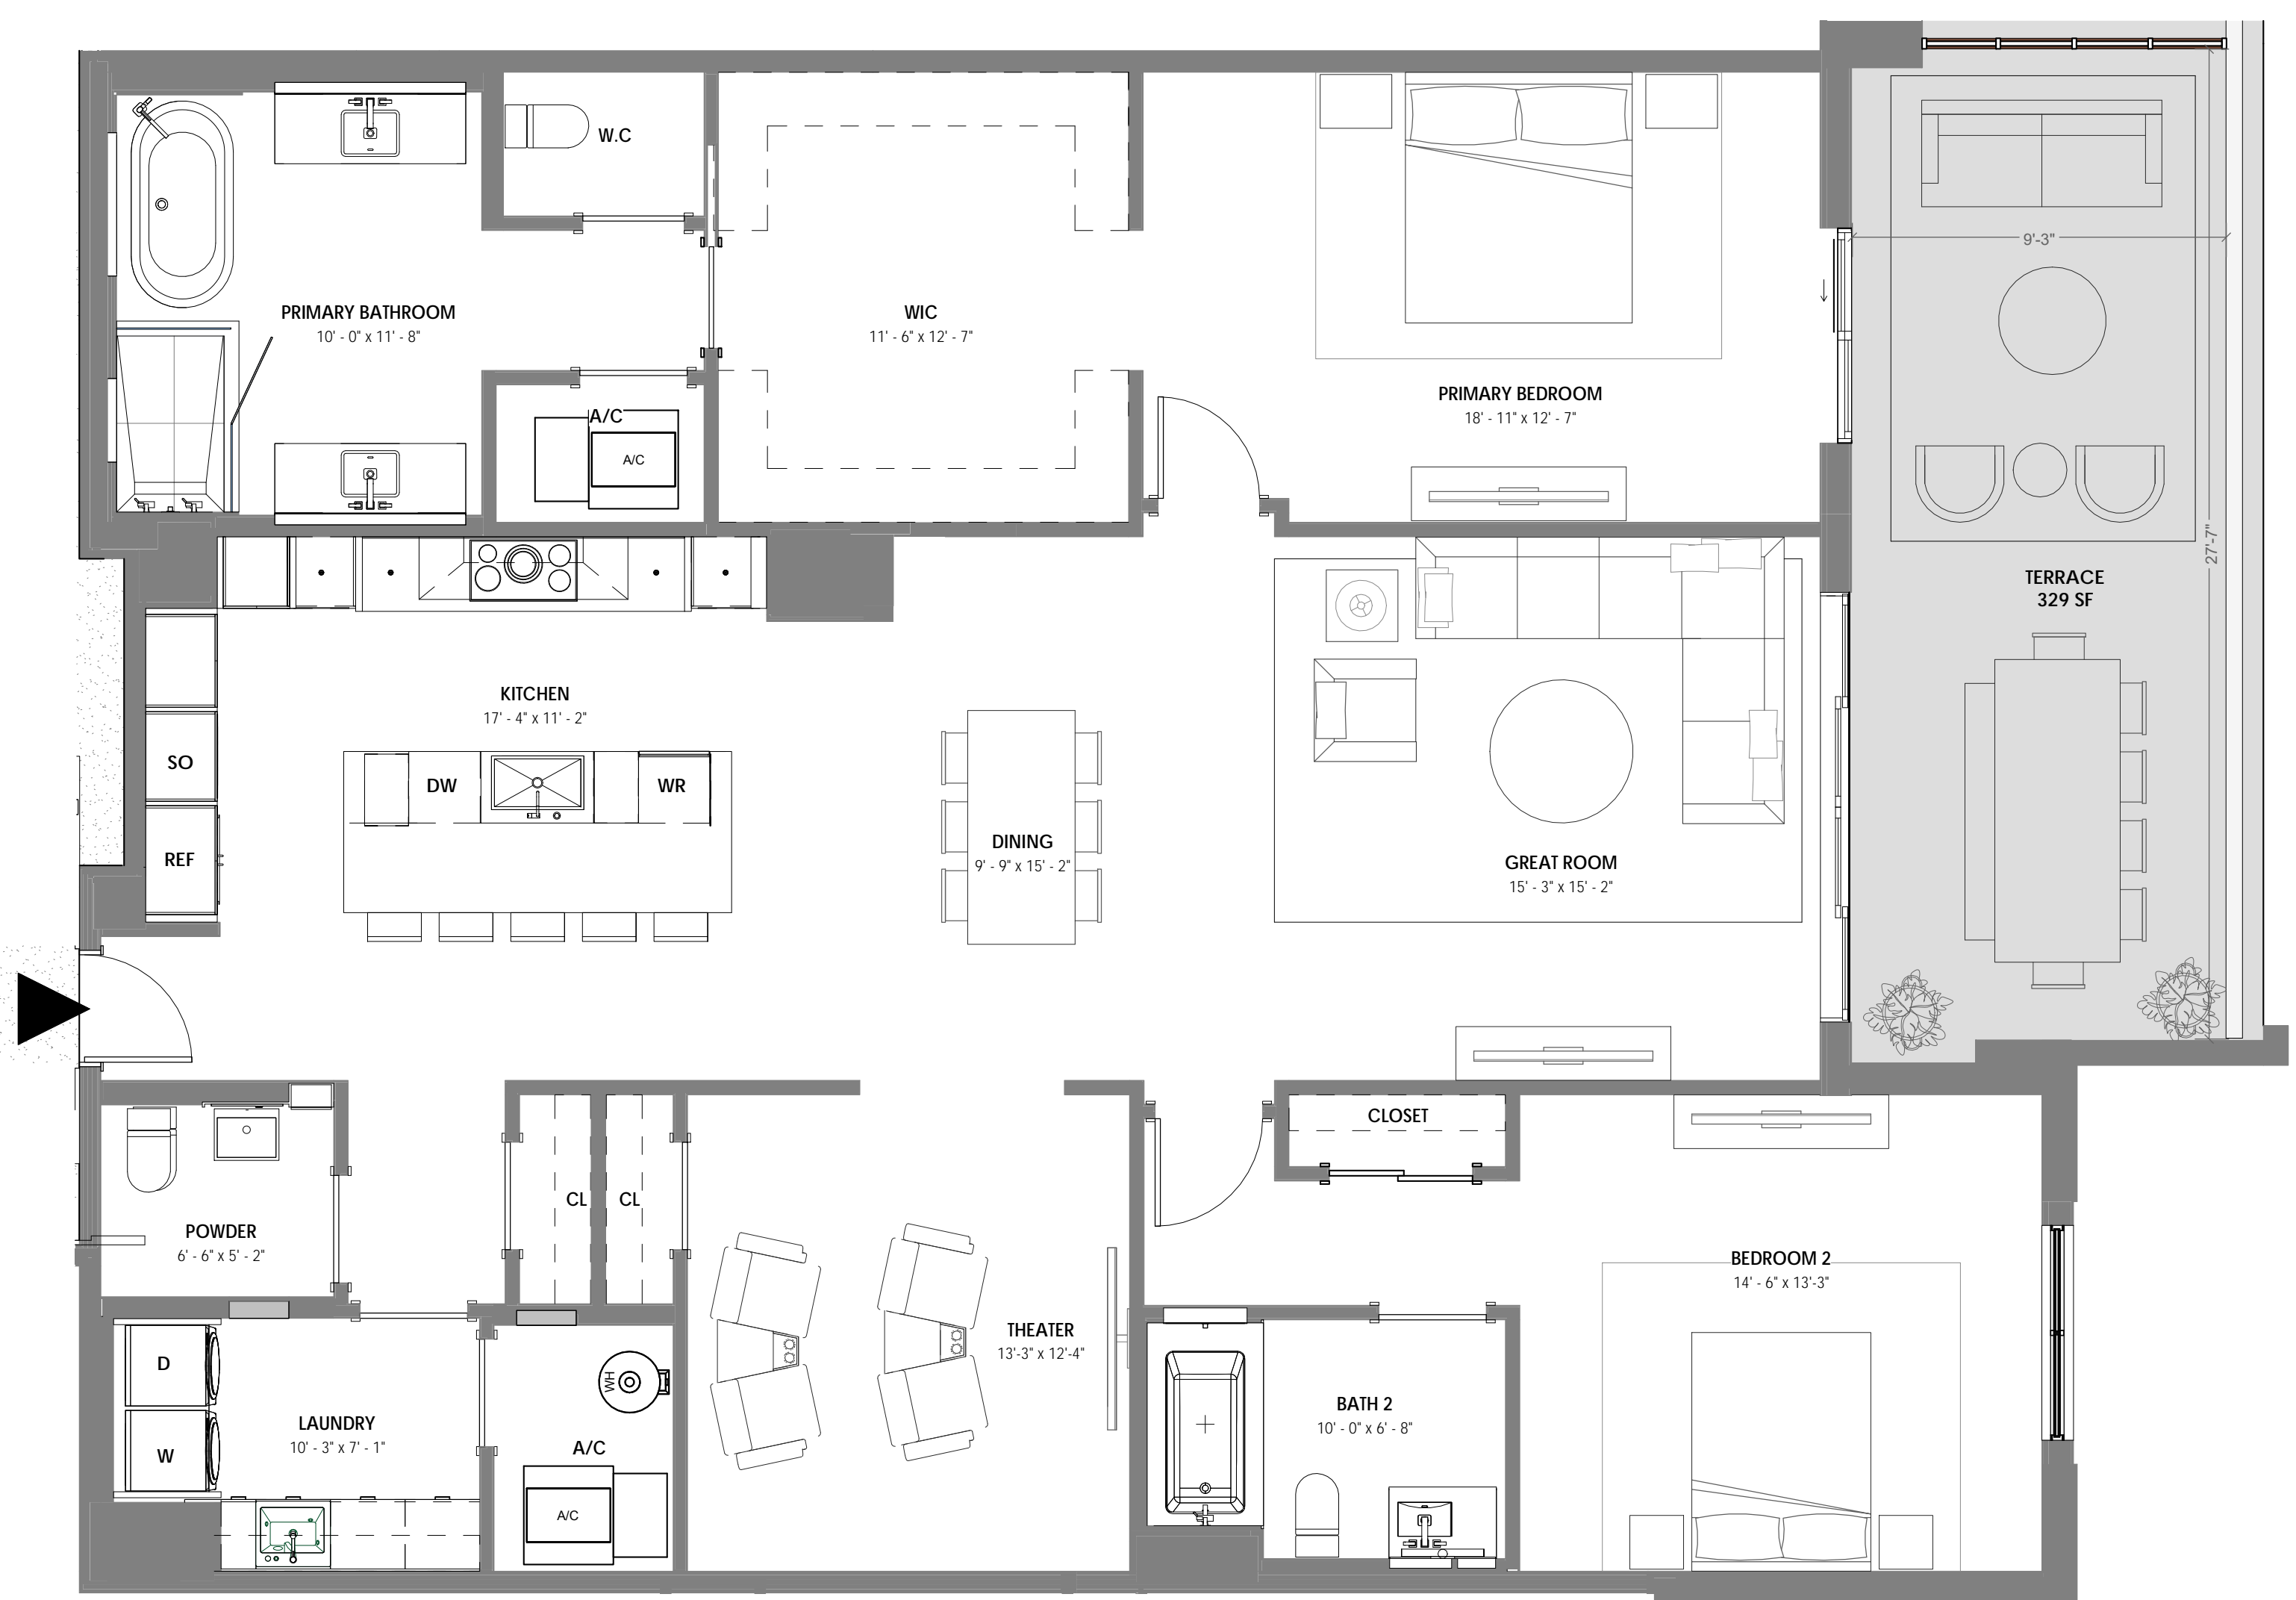 W.C
PRIMARY BATHROOM
10' - 0" x 11' - 8"
WIC
11' - 6" x 12' - 7"
A/C
A/C
PRIMARY BEDROOM
18' - 11" x 12' - 7"
9'-3"
27'-7"
TERRACE
329 SF
KITCHEN
17' - 4" x 11' - 2"
SO
REF
DW
WR
DINING
9' - 9" x 15' - 2"
GREAT ROOM
15' - 3" x 15' - 2"
CLOSET
CL
CL
POWDER
6' - 6" x 5' - 2"
BEDROOM 2
14' - 6" x 13'-3"
THEATER
13'-3" x 12'-4"
D
W
LAUNDRY
10' - 3" x 7' - 1"
WH
A/C
A/C
BATH 2
10' - 0" x 6' - 8"